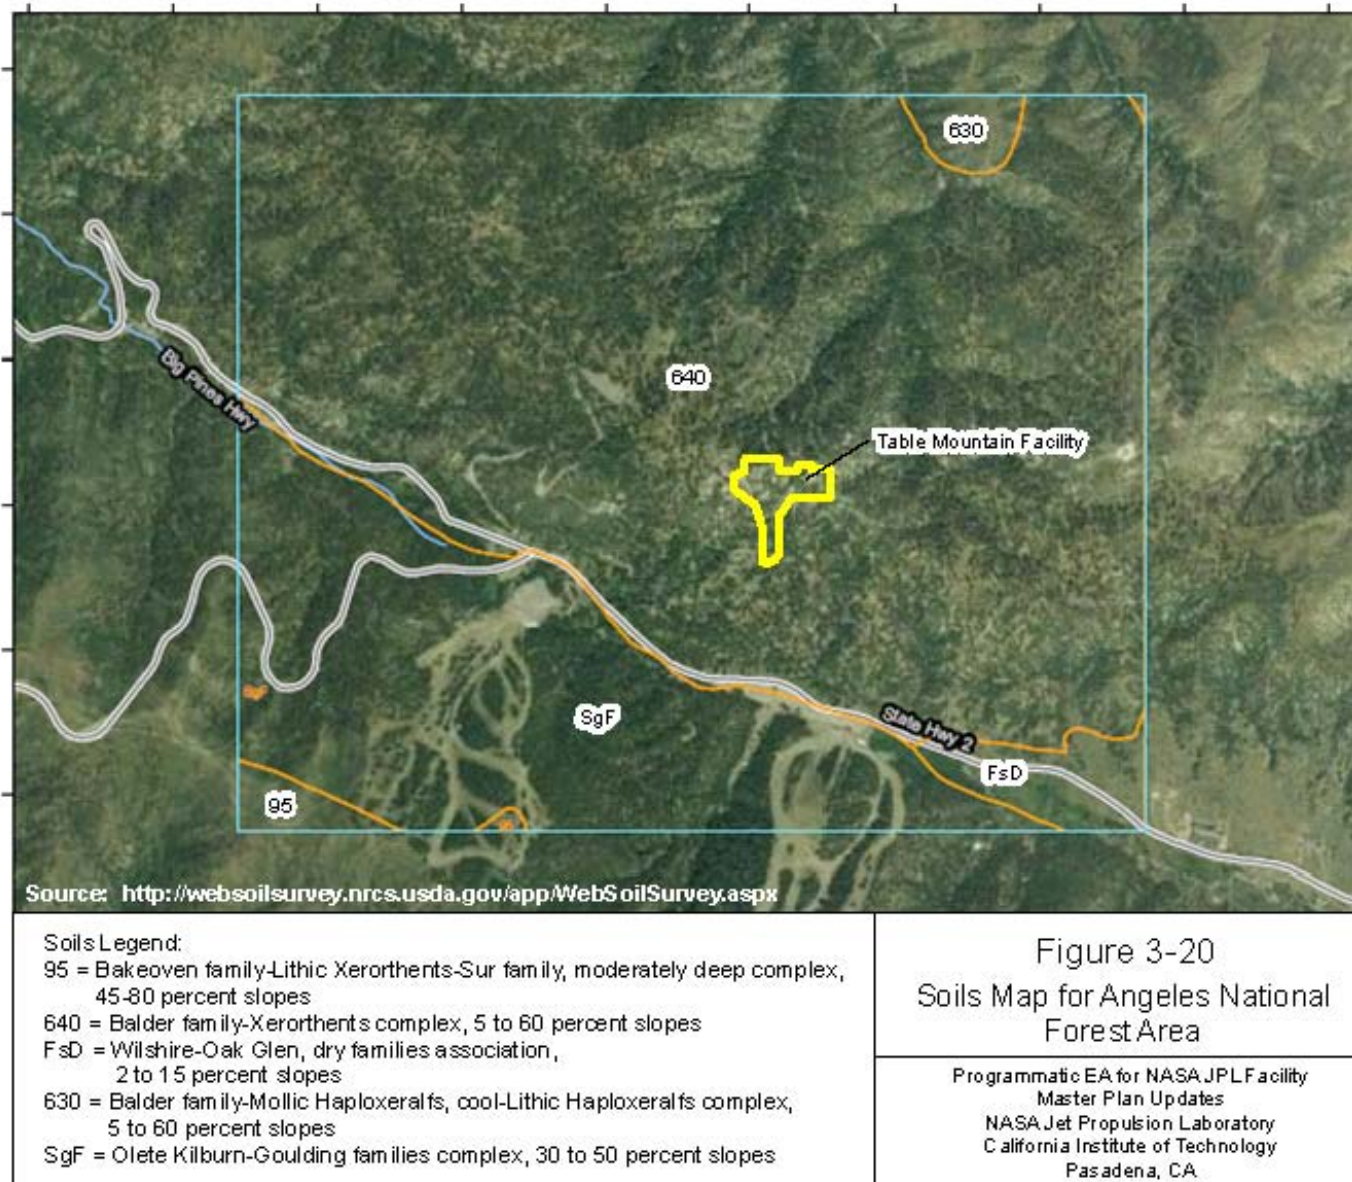 630
640
Big Pines Hwy
Table Mountain Facility
SgF
SgF
State Hwy 2
FsD
95
95
Source: http://websoilsurvey.nrcs.usda.gov/app/WebSoilSurvey.aspx
Soils Legend:
95 = Bakeoven family-Lithic Xerorthents-Sur family, moderately deep complex,
45-80 percent slopes
640 = Balder family-Xerorthents complex, 5 to 60 percent slopes
FsD = Wilshire-Oak Glen, dry families association,
2 to 15 percent slopes
630 = Balder family-Mollic Haploxeralfs, cool-Lithic Haploxeralfs complex,
5 to 60 percent slopes
SgF = Olete Kilburn-Goulding families complex, 30 to 50 percent slopes
Figure 3-20
Soils Map for Angeles National
Forest Area
Programmatic EA for NASA JPL Facility
Master Plan Updates
NASA Jet Propulsion Laboratory
California Institute of Technology
Pasadena, CA